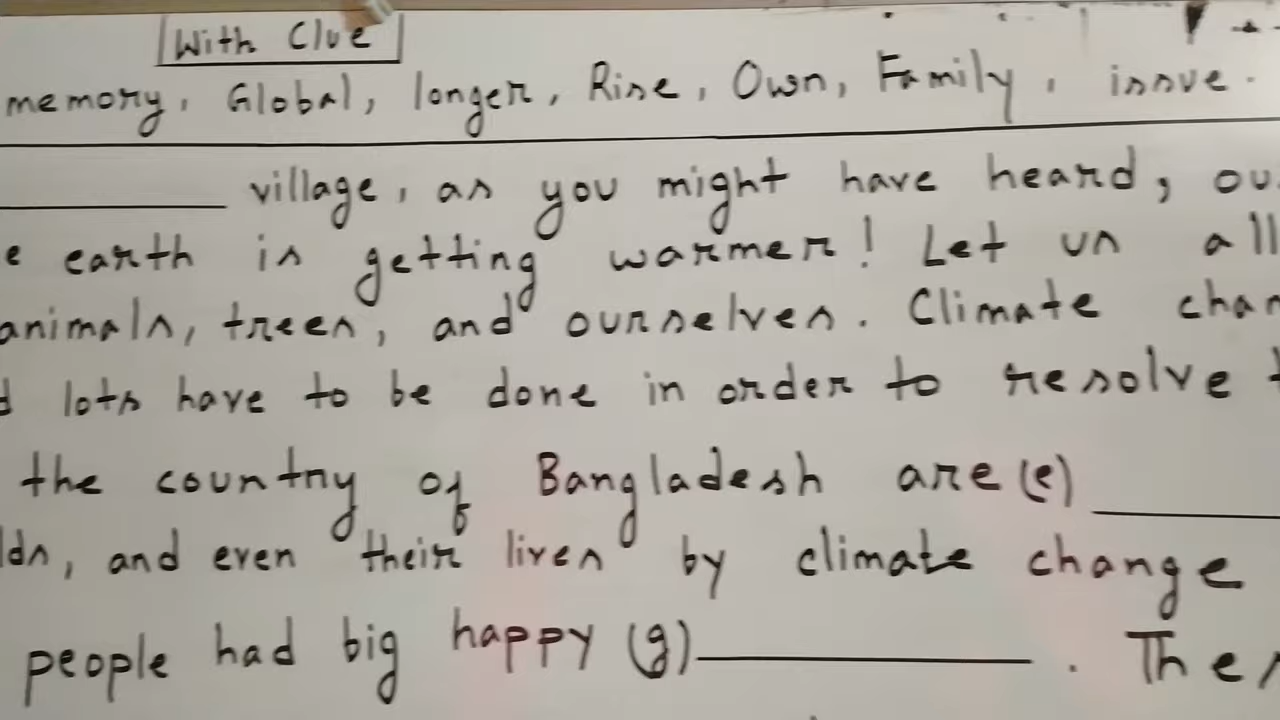 With Clue
memory, Global, longer, Rise, Own, Family, issue.
village, as you might have heard, ou
e earth is getting warmer! Let us all
animals, trees, and ourselves. Climate chan
d lots have to be done in order to resolve t
the country of Bangladesh are (e)
lds, and even their lives by climate change
people had big happy (g) . The